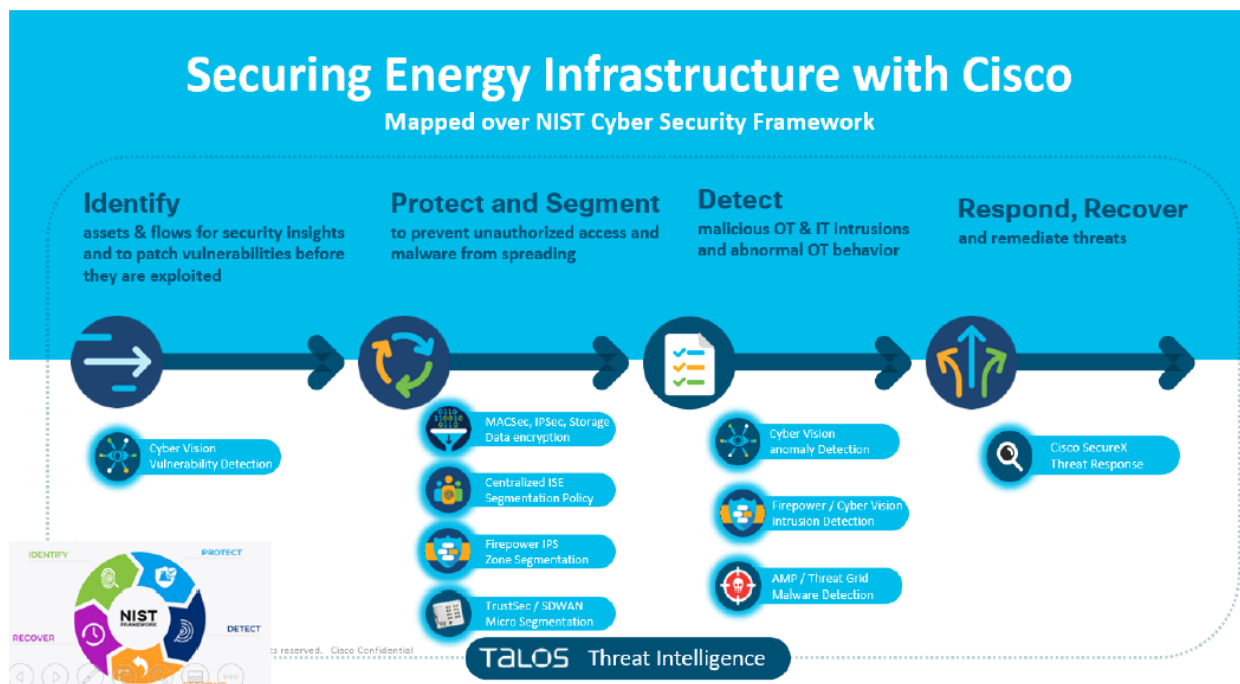 Securing Energy Infrastructure with Cisco
Mapped over NIST Cyber Security Framework
Identify
assets & flows for security insights
and to patch vulnerabilities before
they are exploited
Protect and Segment
to prevent unauthorized access and
malware from spreading
Detect
malicious OT & IT intrusions
and abnormal OT behavior
Respond, Recover
and remediate threats
Cyber Vision
Vulnerability Detection
0110
110010
0110
MACSec, IPSec, Storage
Data encryption
Centralized ISE
Segmentation Policy
Firepower IPS
Zone Segmentation
TrustSec / SDWAN
Micro Segmentation
Cyber Vision
anomaly Detection
Firepower / Cyber Vision
Intrusion Detection
AMP / Threat Grid
Malware Detection
Cisco SecureX
Threat Response
IDENTIFY
PROTECT
NIST
FRAMEWORK
RECOVER
DETECT
ts reserved. Cisco Confidential
TALOS Threat Intelligence